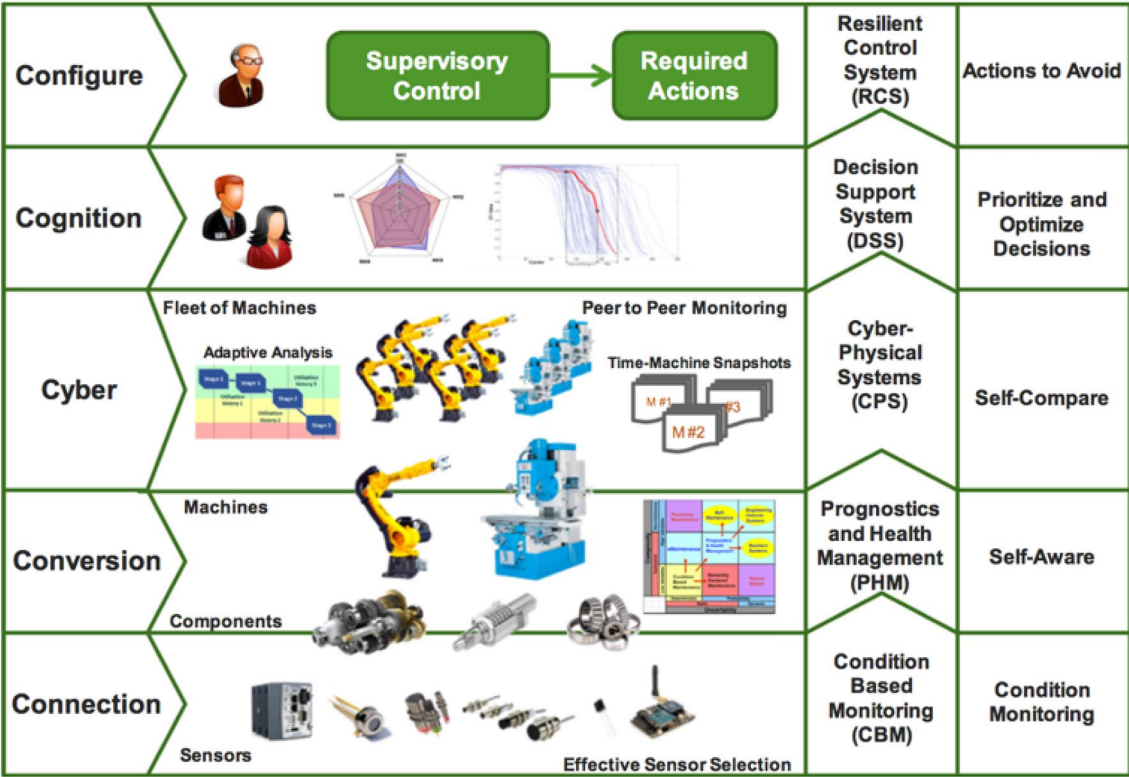 Configure
Supervisory
Control
Required
Actions
Resilient
Control
System
(RCS)
Actions to Avoid
Cognition
Decision
Support
System
(DSS)
Prioritize and
Optimize
Decisions
Cyber
Fleet of Machines
Peer to Peer Monitoring
Adaptive Analysis
Time-Machine Snapshots
M #1
#3
M #2
Cyber-
Physical
Systems
(CPS)
Self-Compare
Conversion
Machines
Components
Prognostics
and Health
Management
(PHM)
Self-Aware
Connection
Sensors
Effective Sensor Selection
Condition
Based
Monitoring
(CBM)
Condition
Monitoring